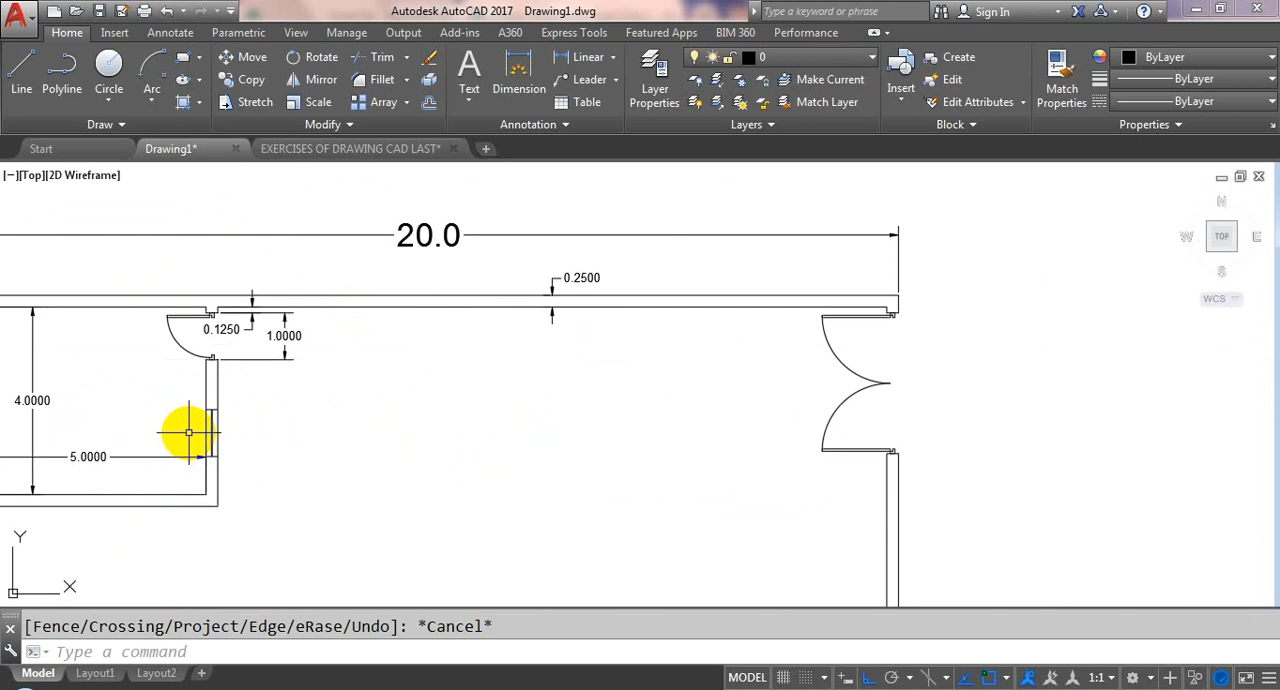 Autodesk AutoCAD 2017 Drawing1.dwg
Type a keyword or phrase
Sign In
Home Insert Annotate Parametric View Manage Output Add-ins A360 Express Tools Featured Apps BIM 360 Performance
Line Polyline Circle Arc
Move Rotate Trim
Copy Mirror Fillet
Stretch Scale Array
Text Dimension
Linear
Leader
Table
Layer
Properties
0
Make Current
Match Layer
Insert
Create
Edit
Edit Attributes
Match
Properties
ByLayer
ByLayer
ByLayer
Draw Modify Annotation Layers Block Properties
Start Drawing1* EXERCISES OF DRAWING CAD LAST*
[−][Top][2D Wireframe]
N
W TOP E
S
WCS
20.0
0.2500
0.1250
1.0000
4.0000
5.0000
Y
X
[Fence/Crossing/Project/Edge/eRase/Undo]: *Cancel*
Type a command
Model Layout1 Layout2
MODEL 1:1